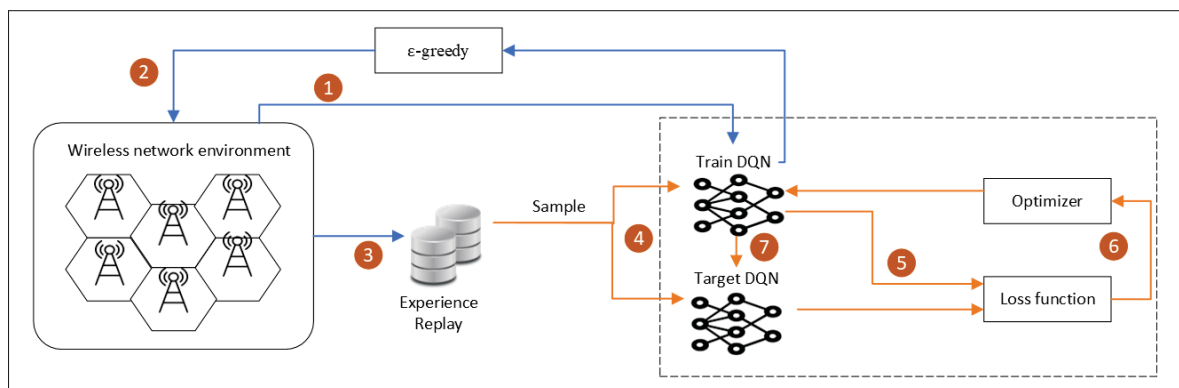 ε-greedy
2
1
Wireless network environment
Train DQN
Sample
Optimizer
4
7
3
5
6
Target DQN
Experience
Replay
Loss function